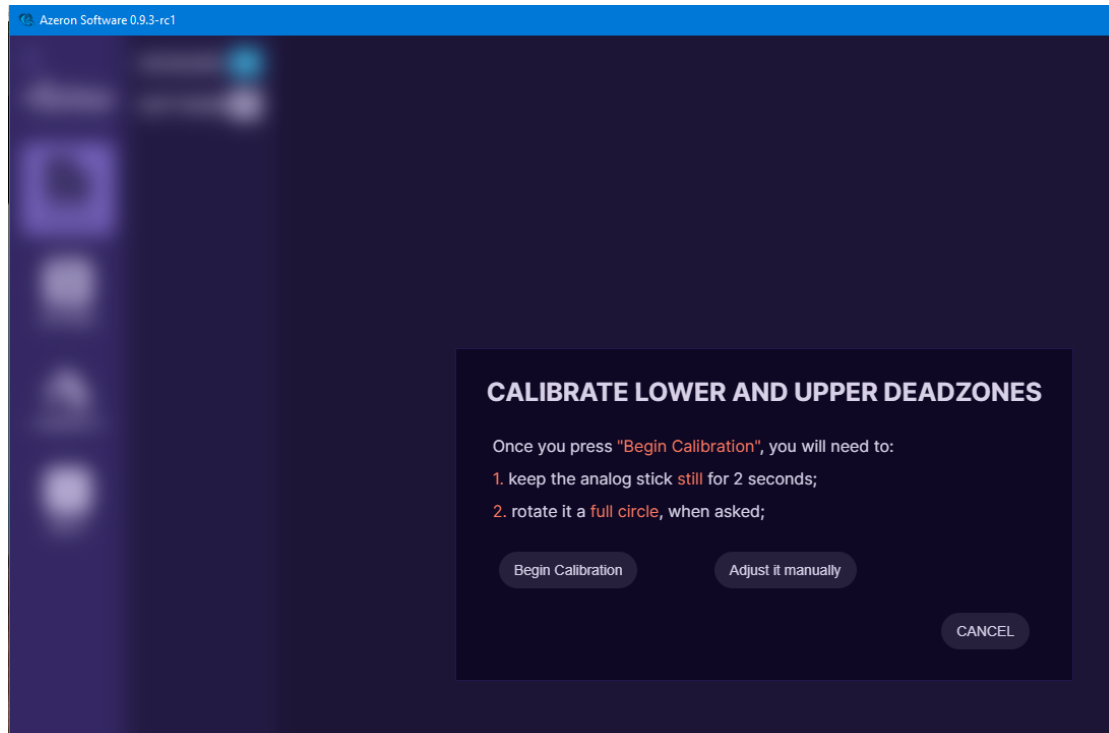 Azeron Software 0.9.3-rc1
CALIBRATE LOWER AND UPPER DEADZONES
Once you press "Begin Calibration", you will need to:
1. keep the analog stick still for 2 seconds;
2. rotate it a full circle, when asked;
Begin Calibration Adjust it manually
CANCEL